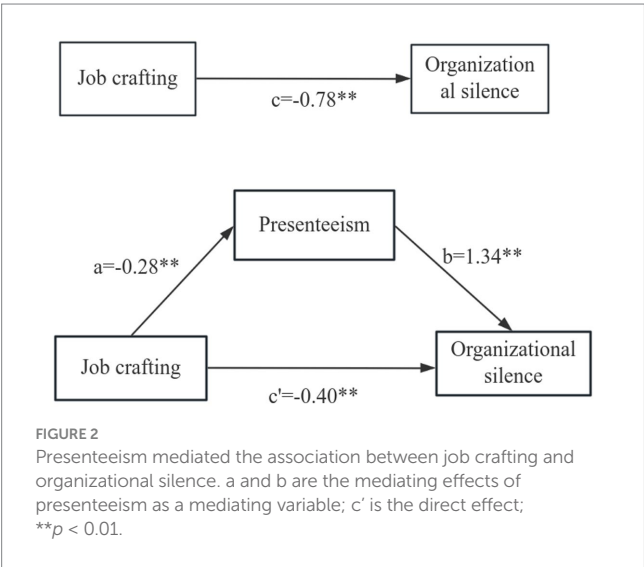 Job crafting
Organization
al silence
c=-0.78**
Presenteeism
a=-0.28**
b=1.34**
Job crafting
Organizational
silence
c'=-0.40**
FIGURE 2
Presenteeism mediated the association between job crafting and
organizational silence. a and b are the mediating effects of
presenteeism as a mediating variable; c′ is the direct effect;
**p < 0.01.